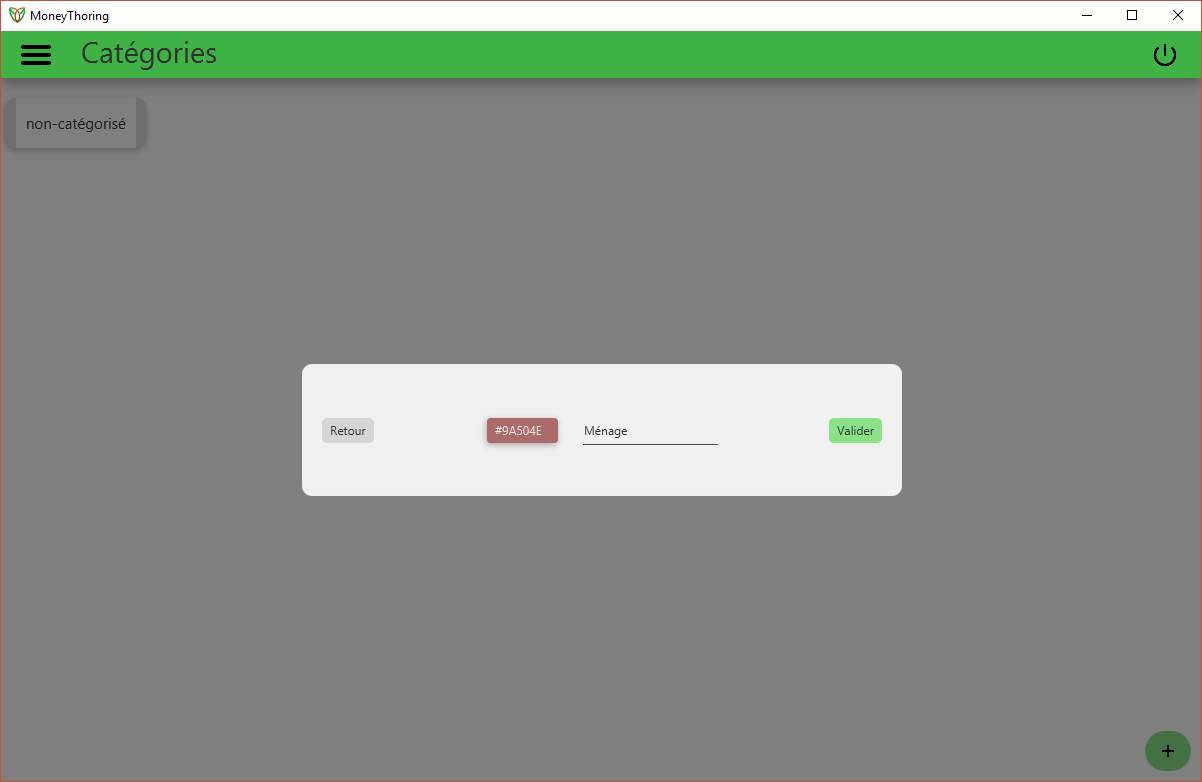 MoneyThoring
Catégories
non-catégorisé
Retour
#9A504E
Ménage
Valider